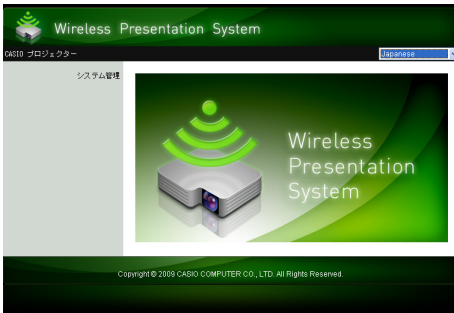 Wireless Presentation System
CASIO プロジェクター
Japanese
システム管理
Wireless
Presentation
System
Copyright © 2009 CASIO COMPUTER CO., LTD. All Rights Reserved.